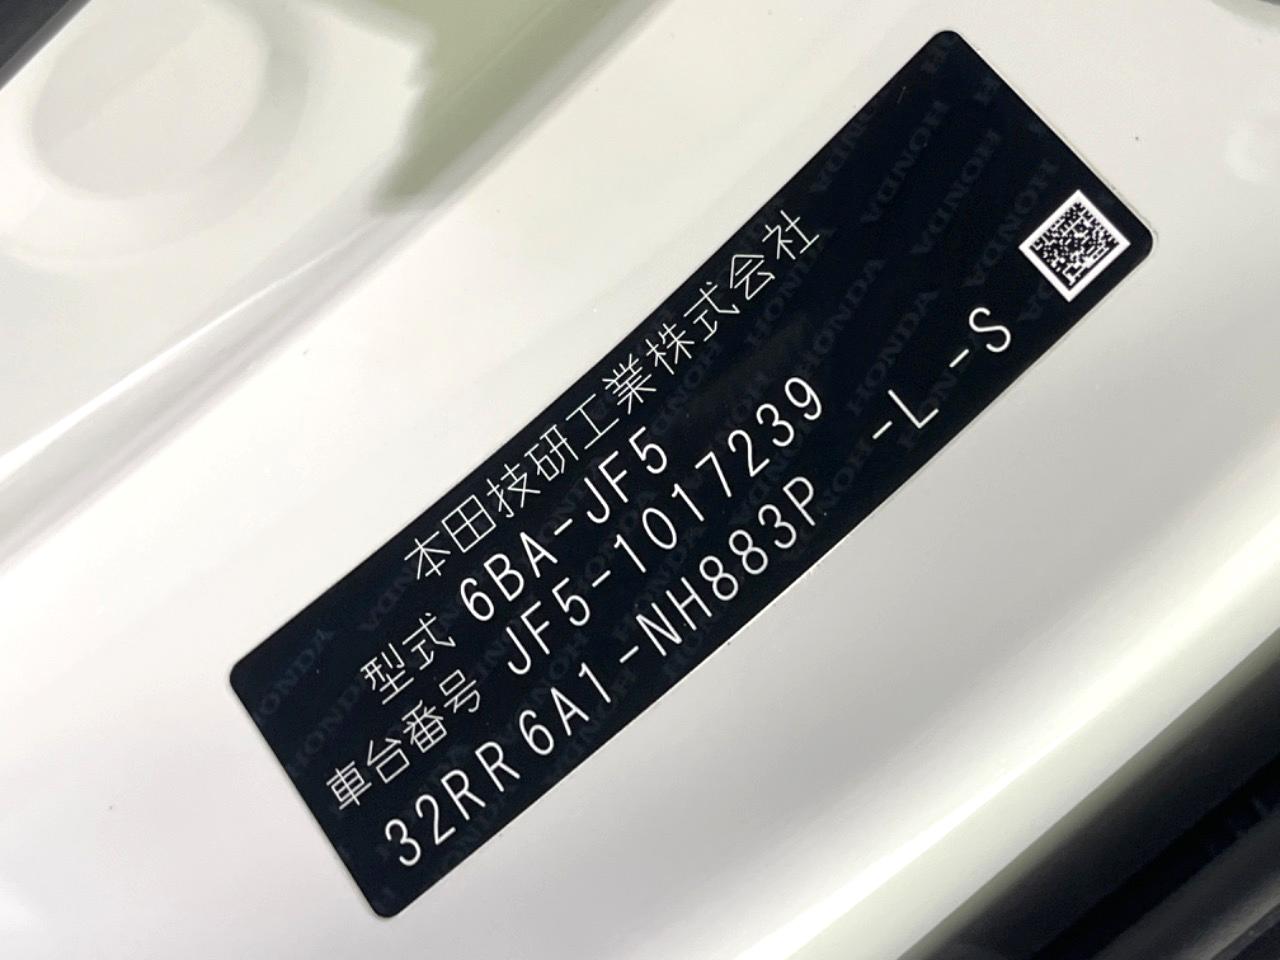 本田技研工業株式会社
型式 6BA-JF5
車台番号 JF5-1017239
32RR6A1-NH883P -L-S